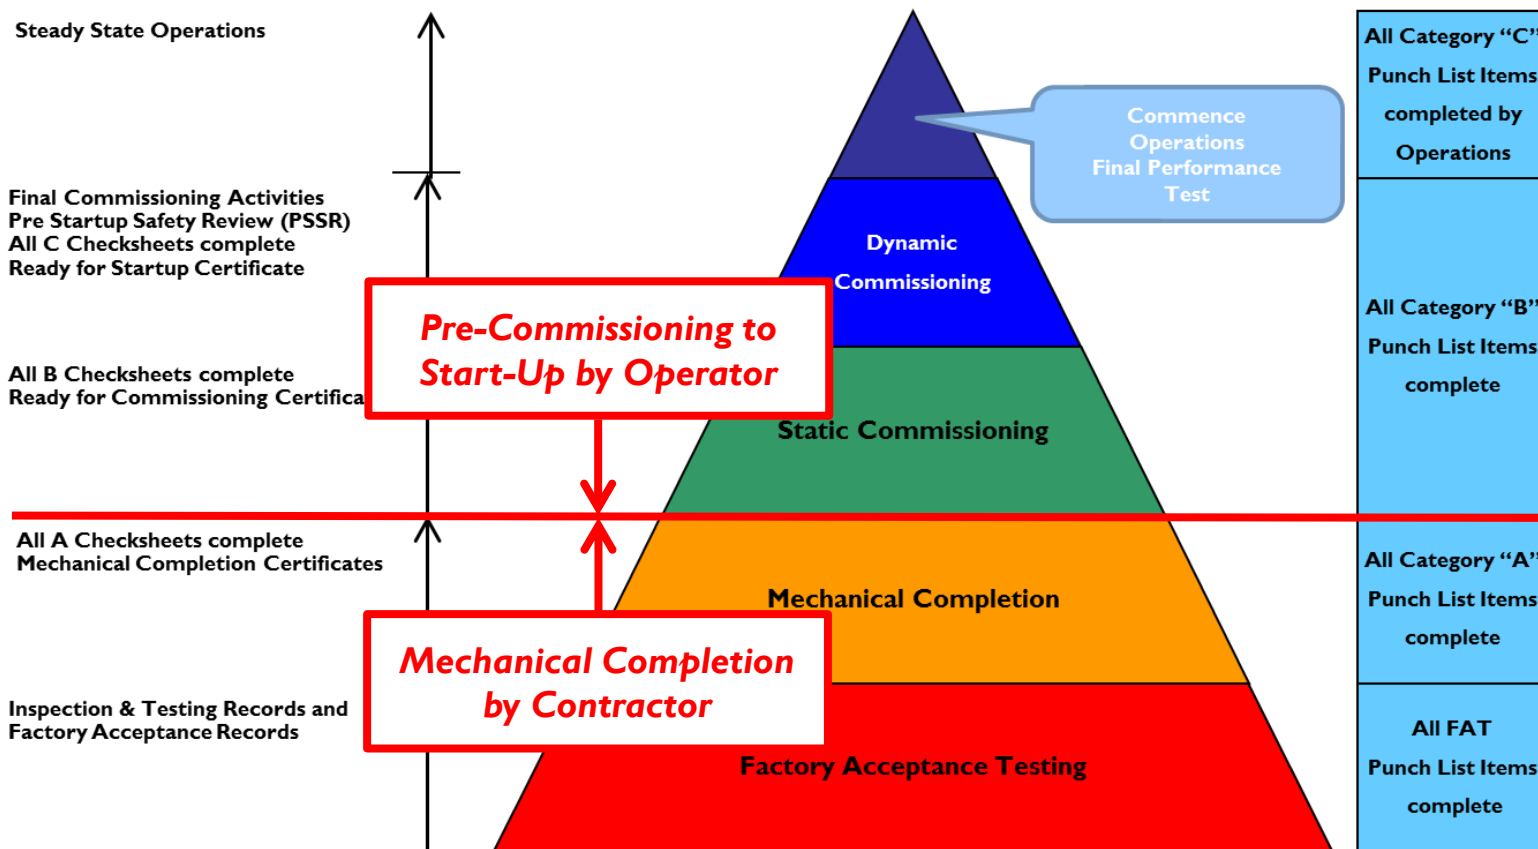 Steady State Operations
Final Commissioning Activities
Pre Startup Safety Review (PSSR)
All C Checksheets complete
Ready for Startup Certificate
All B Checksheets complete
Ready for Commissioning Certifica
All A Checksheets complete
Mechanical Completion Certificates
Inspection & Testing Records and
Factory Acceptance Records
Pre-Commissioning to
Start-Up by Operator
Mechanical Completion
by Contractor
Commence
Operations
Final Performance
Test
Dynamic
Commissioning
Static Commissioning
Mechanical Completion
Factory Acceptance Testing
All Category “C”
Punch List Items
completed by
Operations
All Category “B”
Punch List Items
complete
All Category “A”
Punch List Items
complete
All FAT
Punch List Items
complete